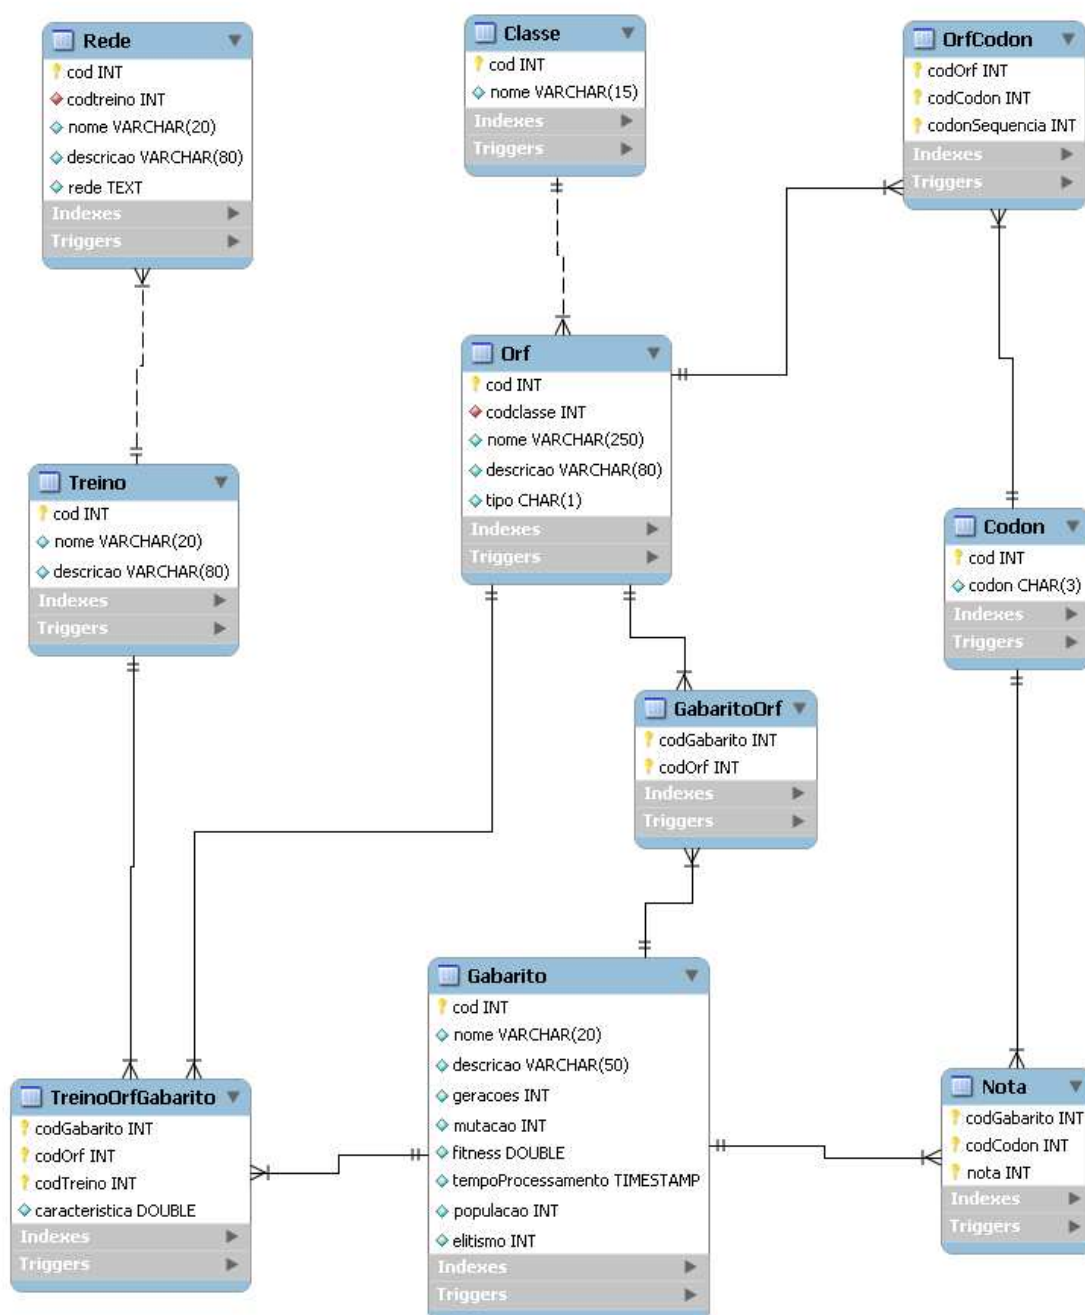 Rede
cod INT
codtreino INT
nome VARCHAR(20)
descricao VARCHAR(80)
rede TEXT
Indexes
Triggers
Classe
cod INT
nome VARCHAR(15)
Indexes
Triggers
OrfCodon
codOrf INT
codCodon INT
codonSequencia INT
Indexes
Triggers
Orf
cod INT
codclasse INT
nome VARCHAR(250)
descricao VARCHAR(80)
tipo CHAR(1)
Indexes
Triggers
Treino
cod INT
nome VARCHAR(20)
descricao VARCHAR(80)
Indexes
Triggers
Codon
cod INT
codon CHAR(3)
Indexes
Triggers
GabaritoOrf
codGabarito INT
codOrf INT
Indexes
Triggers
Gabarito
cod INT
nome VARCHAR(20)
descricao VARCHAR(50)
geracoes INT
mutacao INT
fitness DOUBLE
tempoProcessamento TIMESTAMP
populacao INT
elitismo INT
Indexes
Triggers
TreinoOrfGabarito
codGabarito INT
codOrf INT
codTreino INT
caracteristica DOUBLE
Indexes
Triggers
Nota
codGabarito INT
codCodon INT
nota INT
Indexes
Triggers